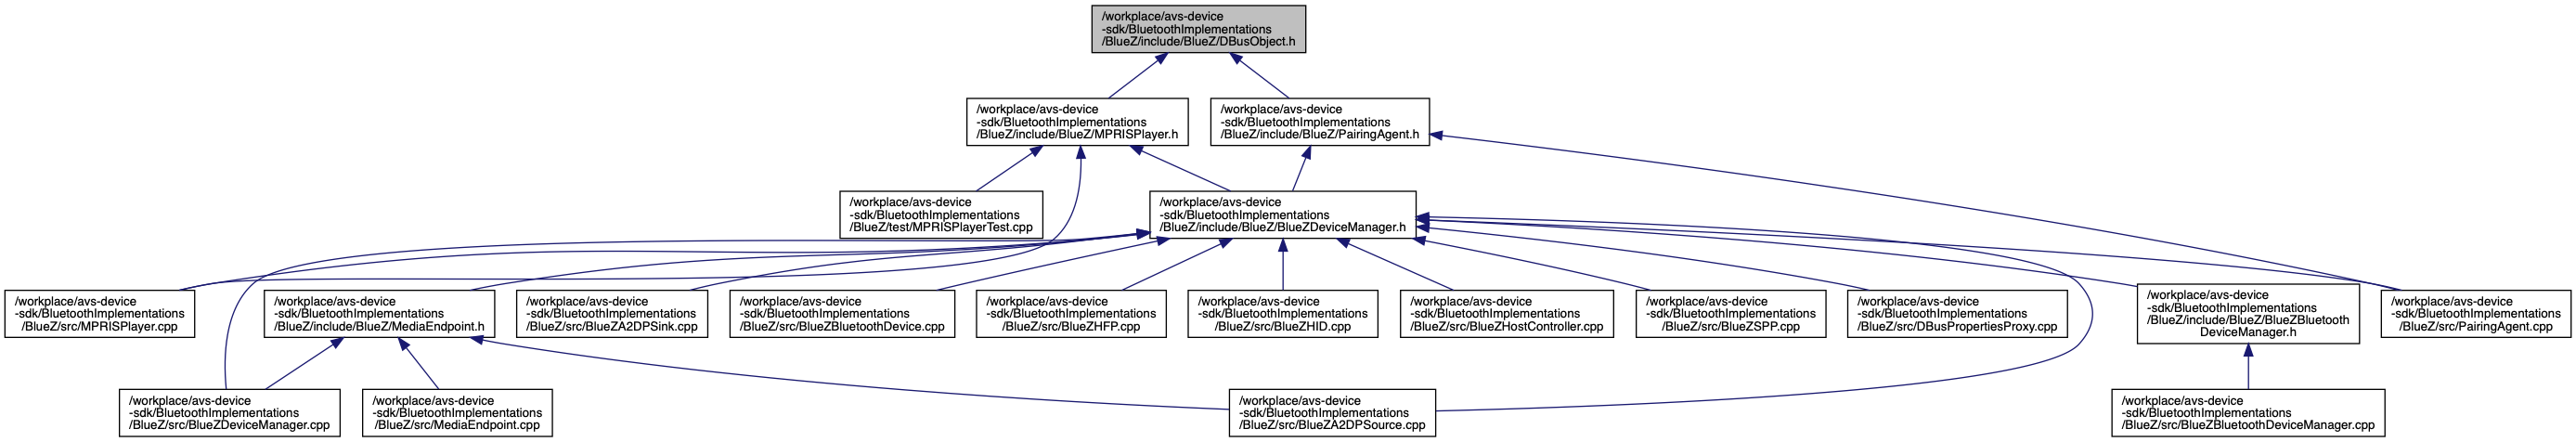 /workplace/avs-device
-sdk/BluetoothImplementations
/BlueZ/include/BlueZ/DBusObject.h
/workplace/avs-device
-sdk/BluetoothImplementations
/BlueZ/include/BlueZ/MPRISPlayer.h
/workplace/avs-device
-sdk/BluetoothImplementations
/BlueZ/include/BlueZ/PairingAgent.h
/workplace/avs-device
-sdk/BluetoothImplementations
/BlueZ/test/MPRISPlayerTest.cpp
/workplace/avs-device
-sdk/BluetoothImplementations
/BlueZ/include/BlueZ/BlueZDeviceManager.h
/workplace/avs-device
-sdk/BluetoothImplementations
/BlueZ/src/MPRISPlayer.cpp
/workplace/avs-device
-sdk/BluetoothImplementations
/BlueZ/include/BlueZ/MediaEndpoint.h
/workplace/avs-device
-sdk/BluetoothImplementations
/BlueZ/src/BlueZA2DPSink.cpp
/workplace/avs-device
-sdk/BluetoothImplementations
/BlueZ/src/BlueZBluetoothDevice.cpp
/workplace/avs-device
-sdk/BluetoothImplementations
/BlueZ/src/BlueZHFP.cpp
/workplace/avs-device
-sdk/BluetoothImplementations
/BlueZ/src/BlueZHID.cpp
/workplace/avs-device
-sdk/BluetoothImplementations
/BlueZ/src/BlueZHostController.cpp
/workplace/avs-device
-sdk/BluetoothImplementations
/BlueZ/src/BlueZSPP.cpp
/workplace/avs-device
-sdk/BluetoothImplementations
/BlueZ/src/DBusPropertiesProxy.cpp
/workplace/avs-device
-sdk/BluetoothImplementations
/BlueZ/include/BlueZ/BlueZBluetooth
DeviceManager.h
/workplace/avs-device
-sdk/BluetoothImplementations
/BlueZ/src/PairingAgent.cpp
/workplace/avs-device
-sdk/BluetoothImplementations
/BlueZ/src/BlueZDeviceManager.cpp
/workplace/avs-device
-sdk/BluetoothImplementations
/BlueZ/src/MediaEndpoint.cpp
/workplace/avs-device
-sdk/BluetoothImplementations
/BlueZ/src/BlueZA2DPSource.cpp
/workplace/avs-device
-sdk/BluetoothImplementations
/BlueZ/src/BlueZBluetoothDeviceManager.cpp